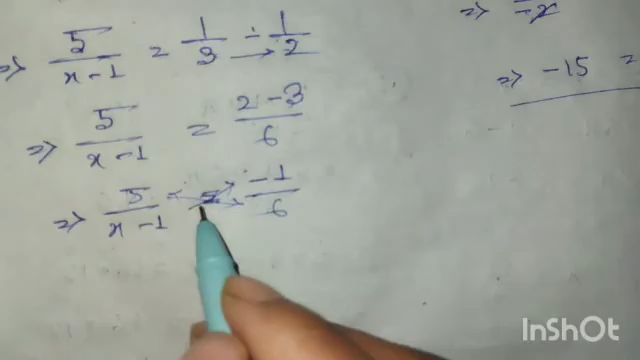 => 5/(x-1) = 1/3 ÷ 1/2
=> 5/(x-1) = (2-3)/6
=> 5/(x-1) = -1/6
=> -x
=> -15 =
InShOt